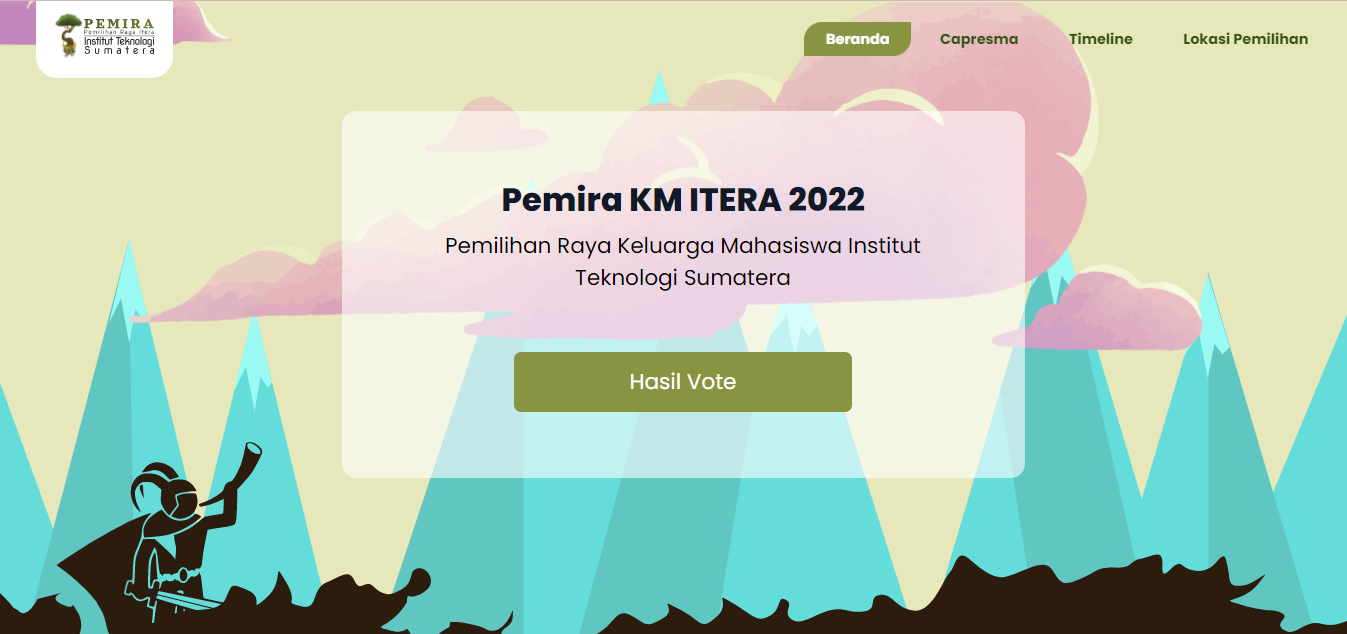 PEMIRA
Pemilihan Raya Itera
Institut Teknologi
Sumatera
Beranda
Capresma
Timeline
Lokasi Pemilihan
Pemira KM ITERA 2022
Pemilihan Raya Keluarga Mahasiswa Institut
Teknologi Sumatera
Hasil Vote